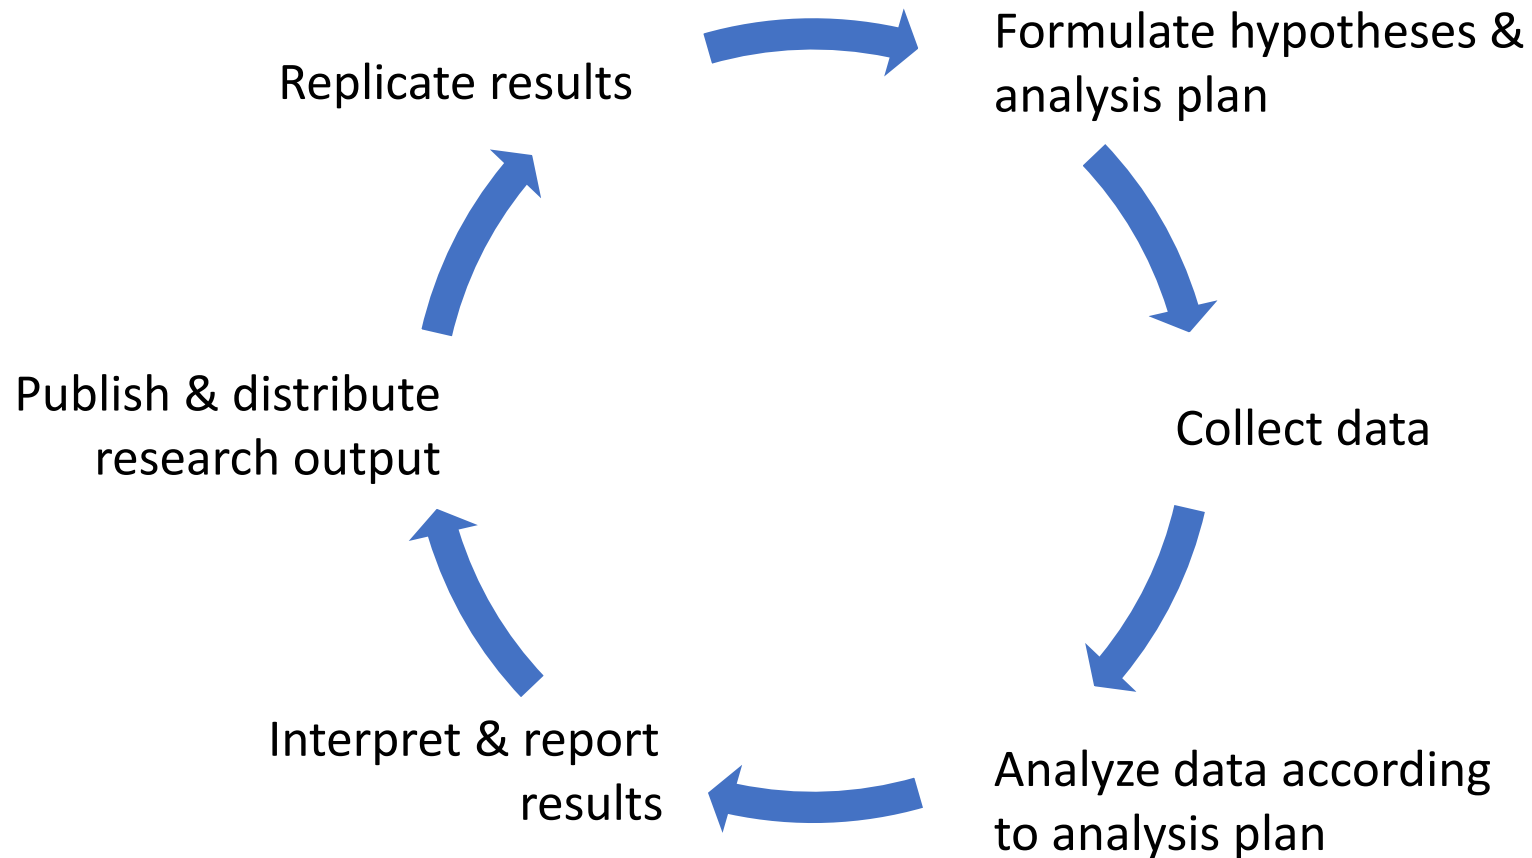 Replicate results
Formulate hypotheses &
analysis plan
Collect data
Analyze data according
to analysis plan
Interpret & report
results
Publish & distribute
research output